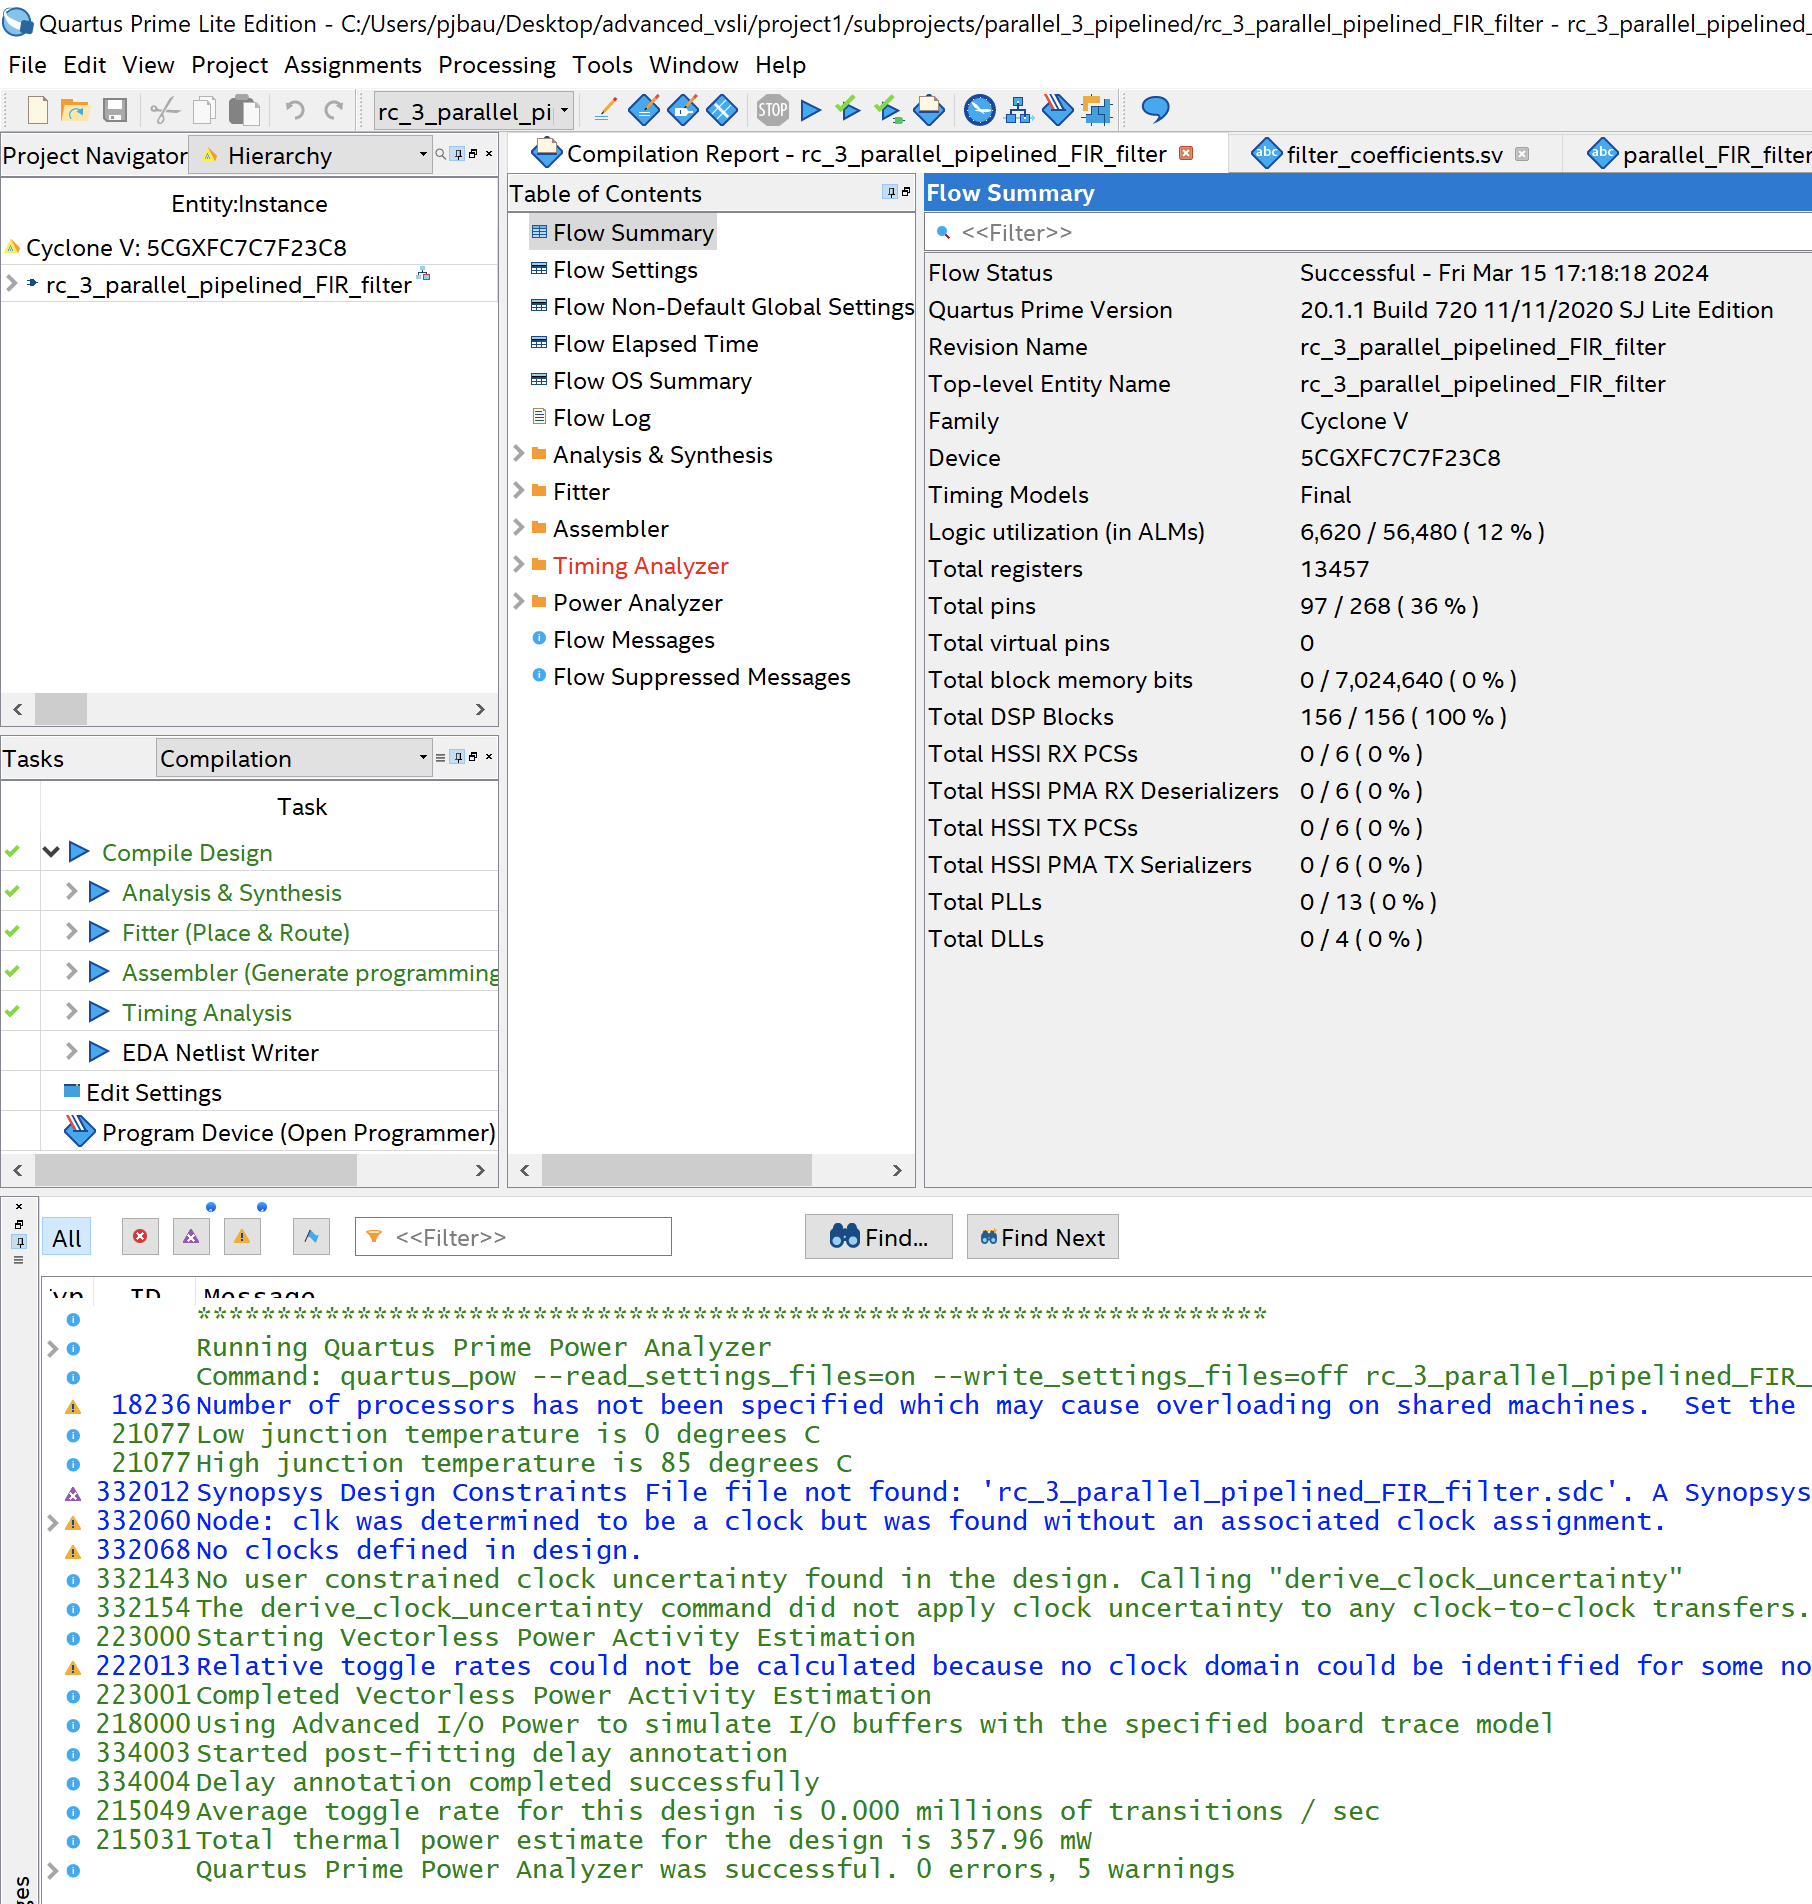 Quartus Prime Lite Edition - C:/Users/pjbau/Desktop/advanced_vsli/project1/subprojects/parallel_3_pipelined/rc_3_parallel_pipelined_FIR_filter - rc_3_parallel_pipelined_
File Edit View Project Assignments Processing Tools Window Help
rc_3_parallel_pi
STOP
Project Navigator Hierarchy
Compilation Report - rc_3_parallel_pipelined_FIR_filter
abc filter_coefficients.sv
abc parallel_FIR_filter
Entity:Instance
Cyclone V: 5CGXFC7C7F23C8
rc_3_parallel_pipelined_FIR_filter
Table of Contents
Flow Summary
Flow Settings
Flow Non-Default Global Settings
Flow Elapsed Time
Flow OS Summary
Flow Log
Analysis & Synthesis
Fitter
Assembler
Timing Analyzer
Power Analyzer
Flow Messages
Flow Suppressed Messages
Flow Summary
<<Filter>>
Flow Status Successful - Fri Mar 15 17:18:18 2024
Quartus Prime Version 20.1.1 Build 720 11/11/2020 SJ Lite Edition
Revision Name rc_3_parallel_pipelined_FIR_filter
Top-level Entity Name rc_3_parallel_pipelined_FIR_filter
Family Cyclone V
Device 5CGXFC7C7F23C8
Timing Models Final
Logic utilization (in ALMs) 6,620 / 56,480 ( 12 % )
Total registers 13457
Total pins 97 / 268 ( 36 % )
Total virtual pins 0
Total block memory bits 0 / 7,024,640 ( 0 % )
Total DSP Blocks 156 / 156 ( 100 % )
Total HSSI RX PCSs 0 / 6 ( 0 % )
Total HSSI PMA RX Deserializers 0 / 6 ( 0 % )
Total HSSI TX PCSs 0 / 6 ( 0 % )
Total HSSI PMA TX Serializers 0 / 6 ( 0 % )
Total PLLs 0 / 13 ( 0 % )
Total DLLs 0 / 4 ( 0 % )
Tasks Compilation
Task
Compile Design
Analysis & Synthesis
Fitter (Place & Route)
Assembler (Generate programming
Timing Analysis
EDA Netlist Writer
Edit Settings
Program Device (Open Programmer)
All <<Filter>> Find... Find Next
ID Message
*******************************************************************
Running Quartus Prime Power Analyzer
Command: quartus_pow --read_settings_files=on --write_settings_files=off rc_3_parallel_pipelined_FIR_
18236 Number of processors has not been specified which may cause overloading on shared machines. Set the
21077 Low junction temperature is 0 degrees C
21077 High junction temperature is 85 degrees C
332012 Synopsys Design Constraints File file not found: 'rc_3_parallel_pipelined_FIR_filter.sdc'. A Synopsys
332060 Node: clk was determined to be a clock but was found without an associated clock assignment.
332068 No clocks defined in design.
332143 No user constrained clock uncertainty found in the design. Calling "derive_clock_uncertainty"
332154 The derive_clock_uncertainty command did not apply clock uncertainty to any clock-to-clock transfers.
223000 Starting Vectorless Power Activity Estimation
222013 Relative toggle rates could not be calculated because no clock domain could be identified for some no
223001 Completed Vectorless Power Activity Estimation
218000 Using Advanced I/O Power to simulate I/O buffers with the specified board trace model
334003 Started post-fitting delay annotation
334004 Delay annotation completed successfully
215049 Average toggle rate for this design is 0.000 millions of transitions / sec
215031 Total thermal power estimate for the design is 357.96 mW
Quartus Prime Power Analyzer was successful. 0 errors, 5 warnings